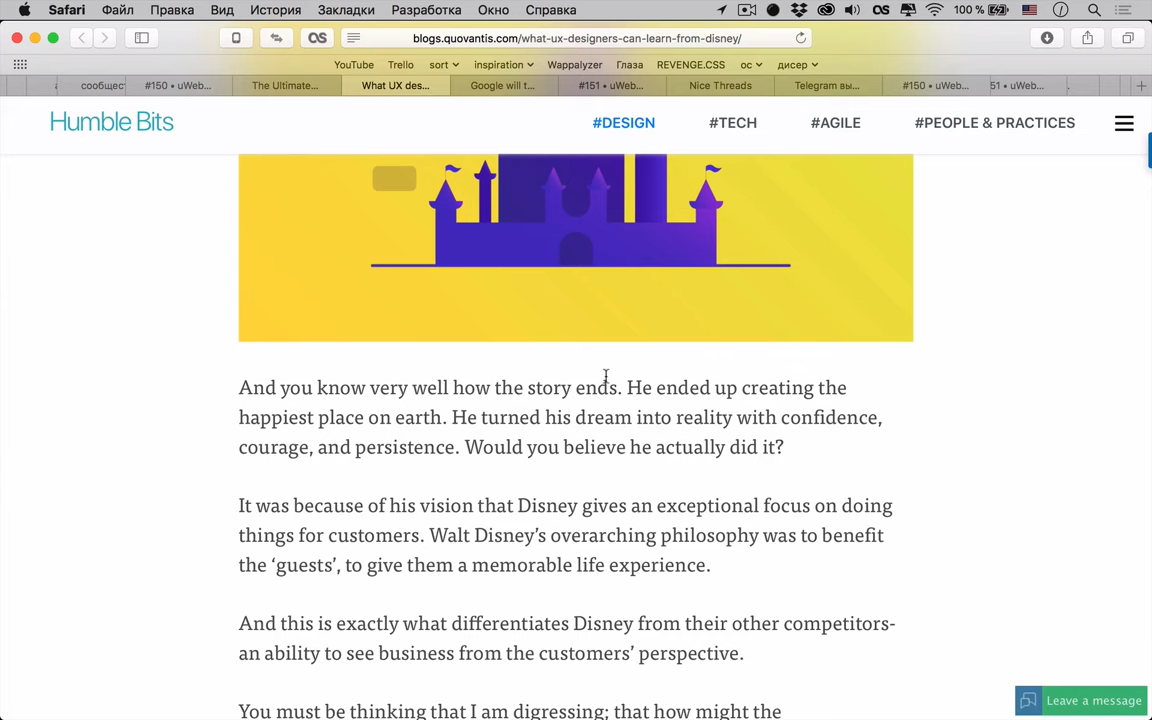 Safari Файл Правка Вид История Закладки Разработка Окно Справка 100 %
blogs.quovantis.com/what-ux-designers-can-learn-from-disney/
YouTube Trello sort inspiration Wappalyzer Глаза REVENGE.CSS ос дисер
сообщес #150 • uWeb... The Ultimate... What UX des... Google will t... #151 • uWeb... Nice Threads Telegram вы... #150 • uWeb... 51 • uWeb...
Humble Bits #DESIGN #TECH #AGILE #PEOPLE & PRACTICES
And you know very well how the story ends. He ended up creating the
happiest place on earth. He turned his dream into reality with confidence,
courage, and persistence. Would you believe he actually did it?
It was because of his vision that Disney gives an exceptional focus on doing
things for customers. Walt Disney’s overarching philosophy was to benefit
the ‘guests’, to give them a memorable life experience.
And this is exactly what differentiates Disney from their other competitors-
an ability to see business from the customers’ perspective.
You must be thinking that I am digressing; that how might the
Leave a message